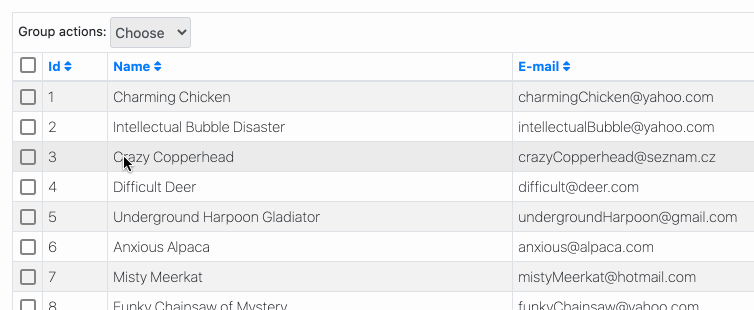 Group actions: Choose
Id Name E-mail
1 Charming Chicken charmingChicken@yahoo.com
2 Intellectual Bubble Disaster intellectualBubble@yahoo.com
3 Crazy Copperhead crazyCopperhead@seznam.cz
4 Difficult Deer difficult@deer.com
5 Underground Harpoon Gladiator undergroundHarpoon@gmail.com
6 Anxious Alpaca anxious@alpaca.com
7 Misty Meerkat mistyMeerkat@hotmail.com
8 Funky Chainsaw of Mystery funkyChainsaw@yahoo.com